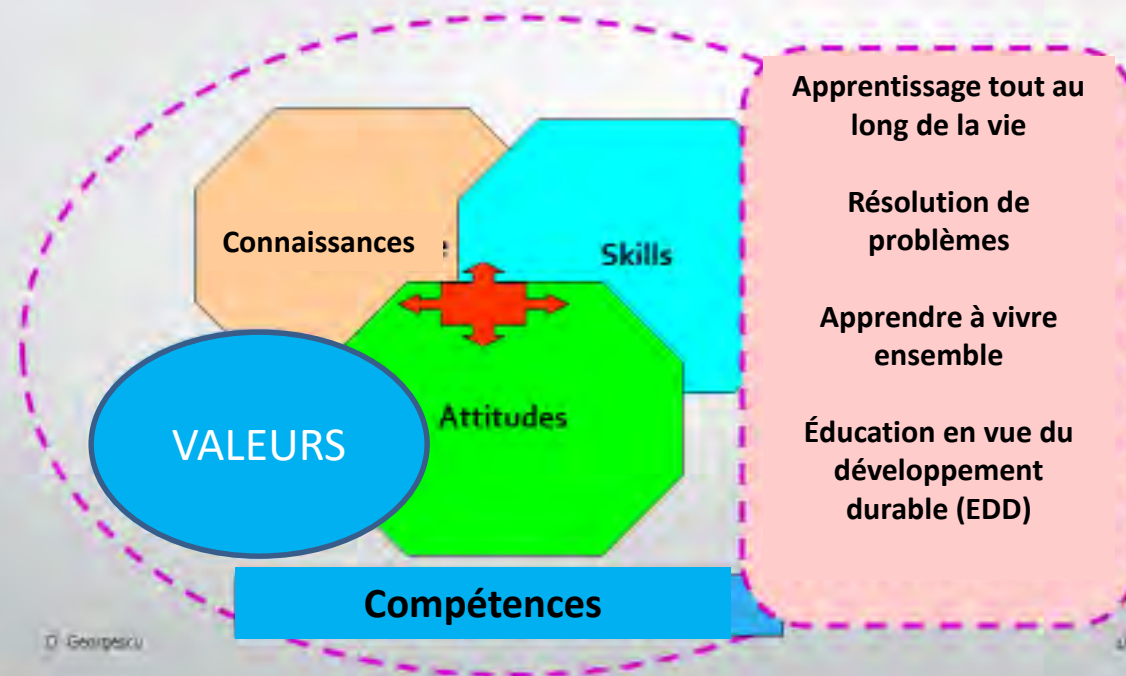 Connaissances
Skills
Attitudes
VALEURS
Compétences
Apprentissage tout au
long de la vie
Résolution de
problèmes
Apprendre à vivre
ensemble
Éducation en vue du
développement
durable (EDD)
D. Georgescu